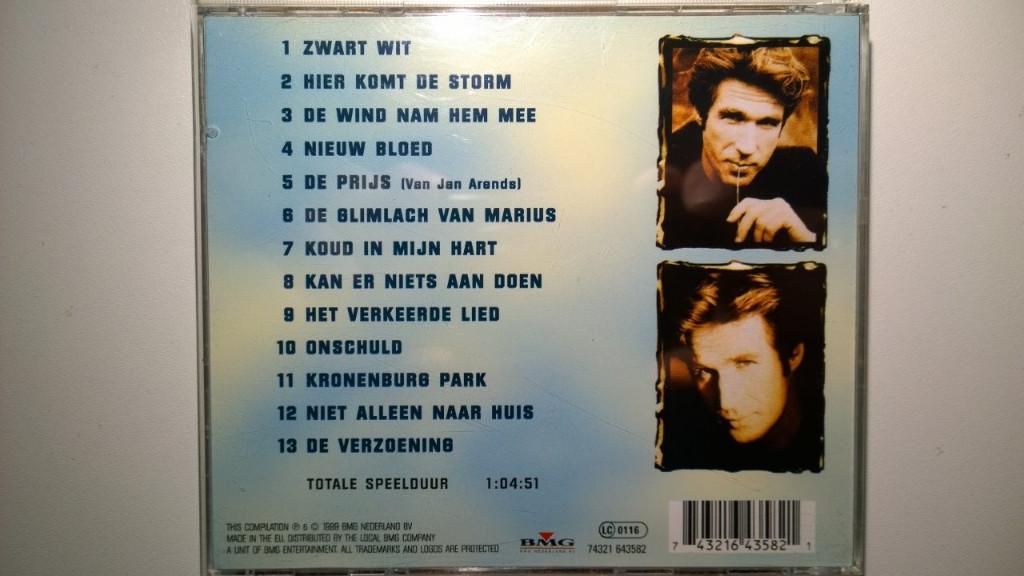 1 ZWART WIT
2 HIER KOMT DE STORM
3 DE WIND NAM HEM MEE
4 NIEUW BLOED
5 DE PRIJS (Van Jan Arends)
6 DE GLIMLACH VAN MARIUS
7 KOUD IN MIJN HART
8 KAN ER NIETS AAN DOEN
9 HET VERKEERDE LIED
10 ONSCHULD
11 KRONENBURG PARK
12 NIET ALLEEN NAAR HUIS
13 DE VERZOENING
TOTALE SPEELDUUR 1:04:51
THIS COMPILATION ℗ & © 1999 BMG NEDERLAND BV
MADE IN THE EU. DISTRIBUTED BY THE LOCAL BMG COMPANY
A UNIT OF BMG ENTERTAINMENT. ALL TRADEMARKS AND LOGOS ARE PROTECTED
BMG
BMG NEDERLAND BV
LC 0116
74321 643582
7 43216 43582 1